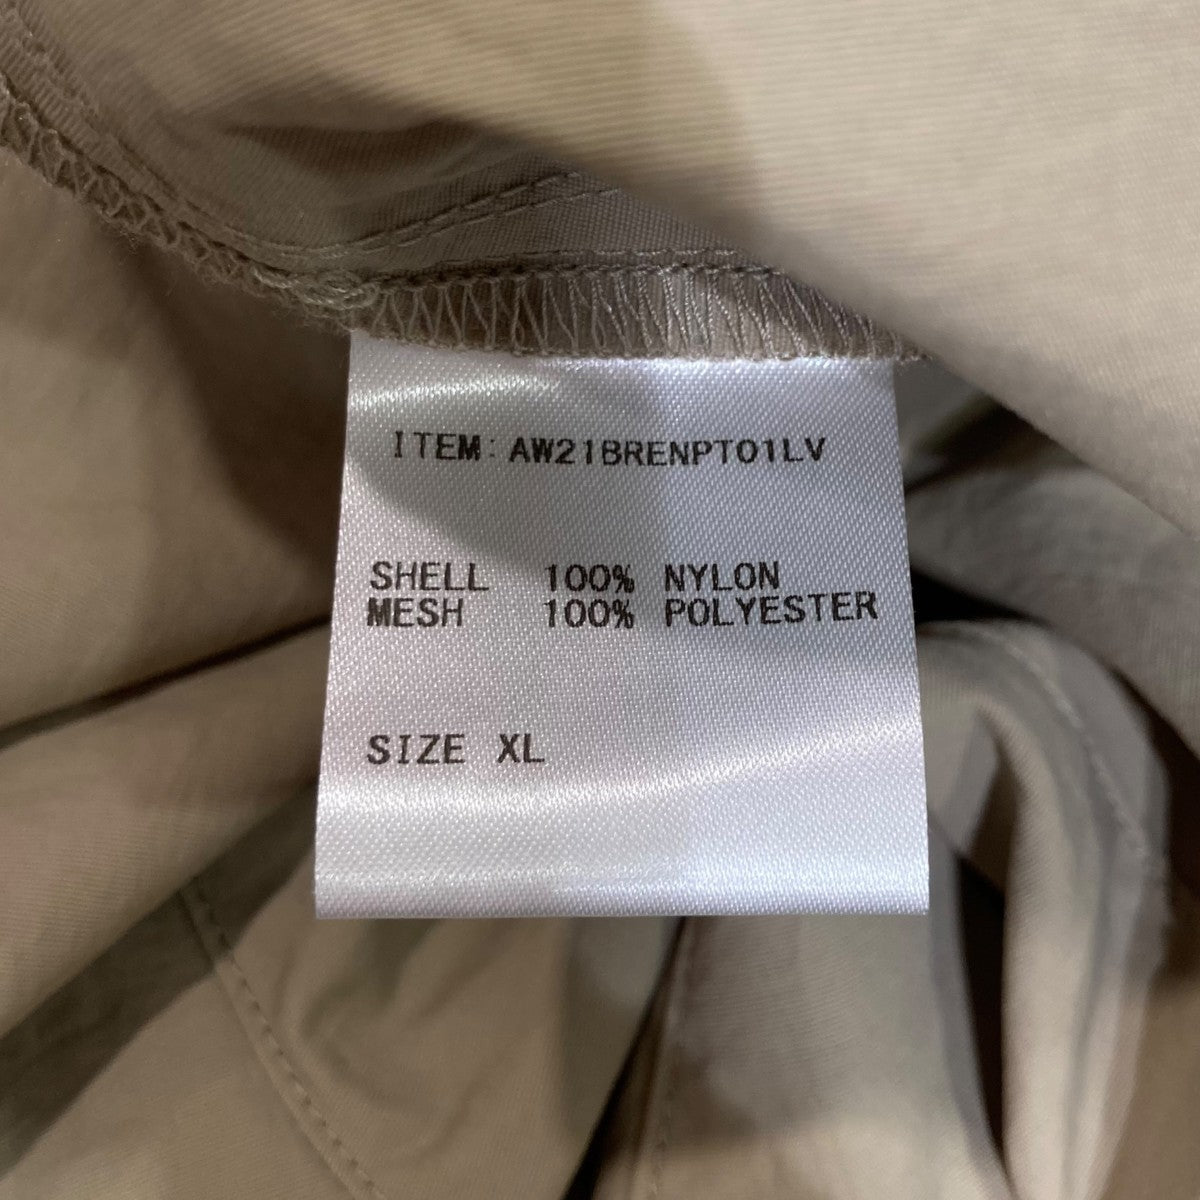 ITEM: AW21BRENPT01LV
SHELL 100% NYLON
MESH 100% POLYESTER
SIZE XL